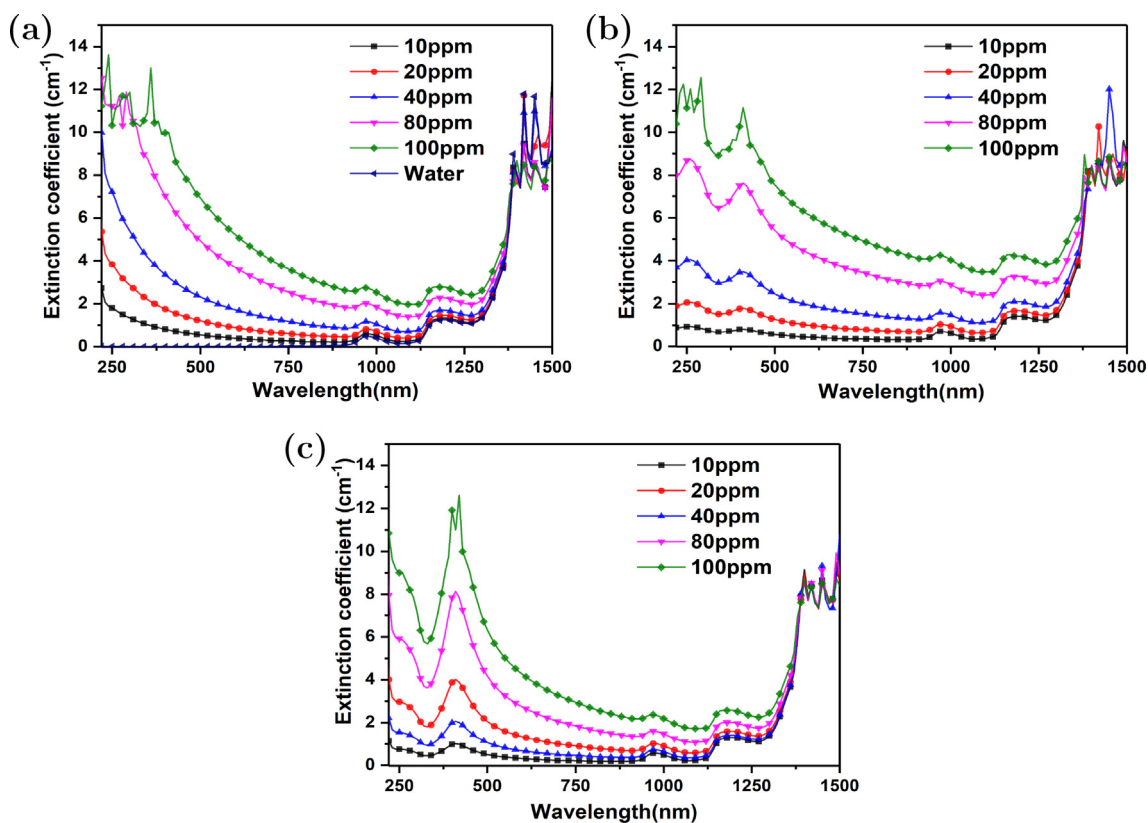 (a)
Extinction coefficient (cm-1)
14
12
10
8
6
4
2
0
250 500 750 1000 1250 1500
Wavelength(nm)
10ppm
20ppm
40ppm
80ppm
100ppm
Water
(b)
Extinction coefficient (cm-1)
14
12
10
8
6
4
2
0
250 500 750 1000 1250 1500
Wavelength(nm)
10ppm
20ppm
40ppm
80ppm
100ppm
(c)
Extinction coefficient (cm-1)
14
12
10
8
6
4
2
0
250 500 750 1000 1250 1500
Wavelength(nm)
10ppm
20ppm
40ppm
80ppm
100ppm